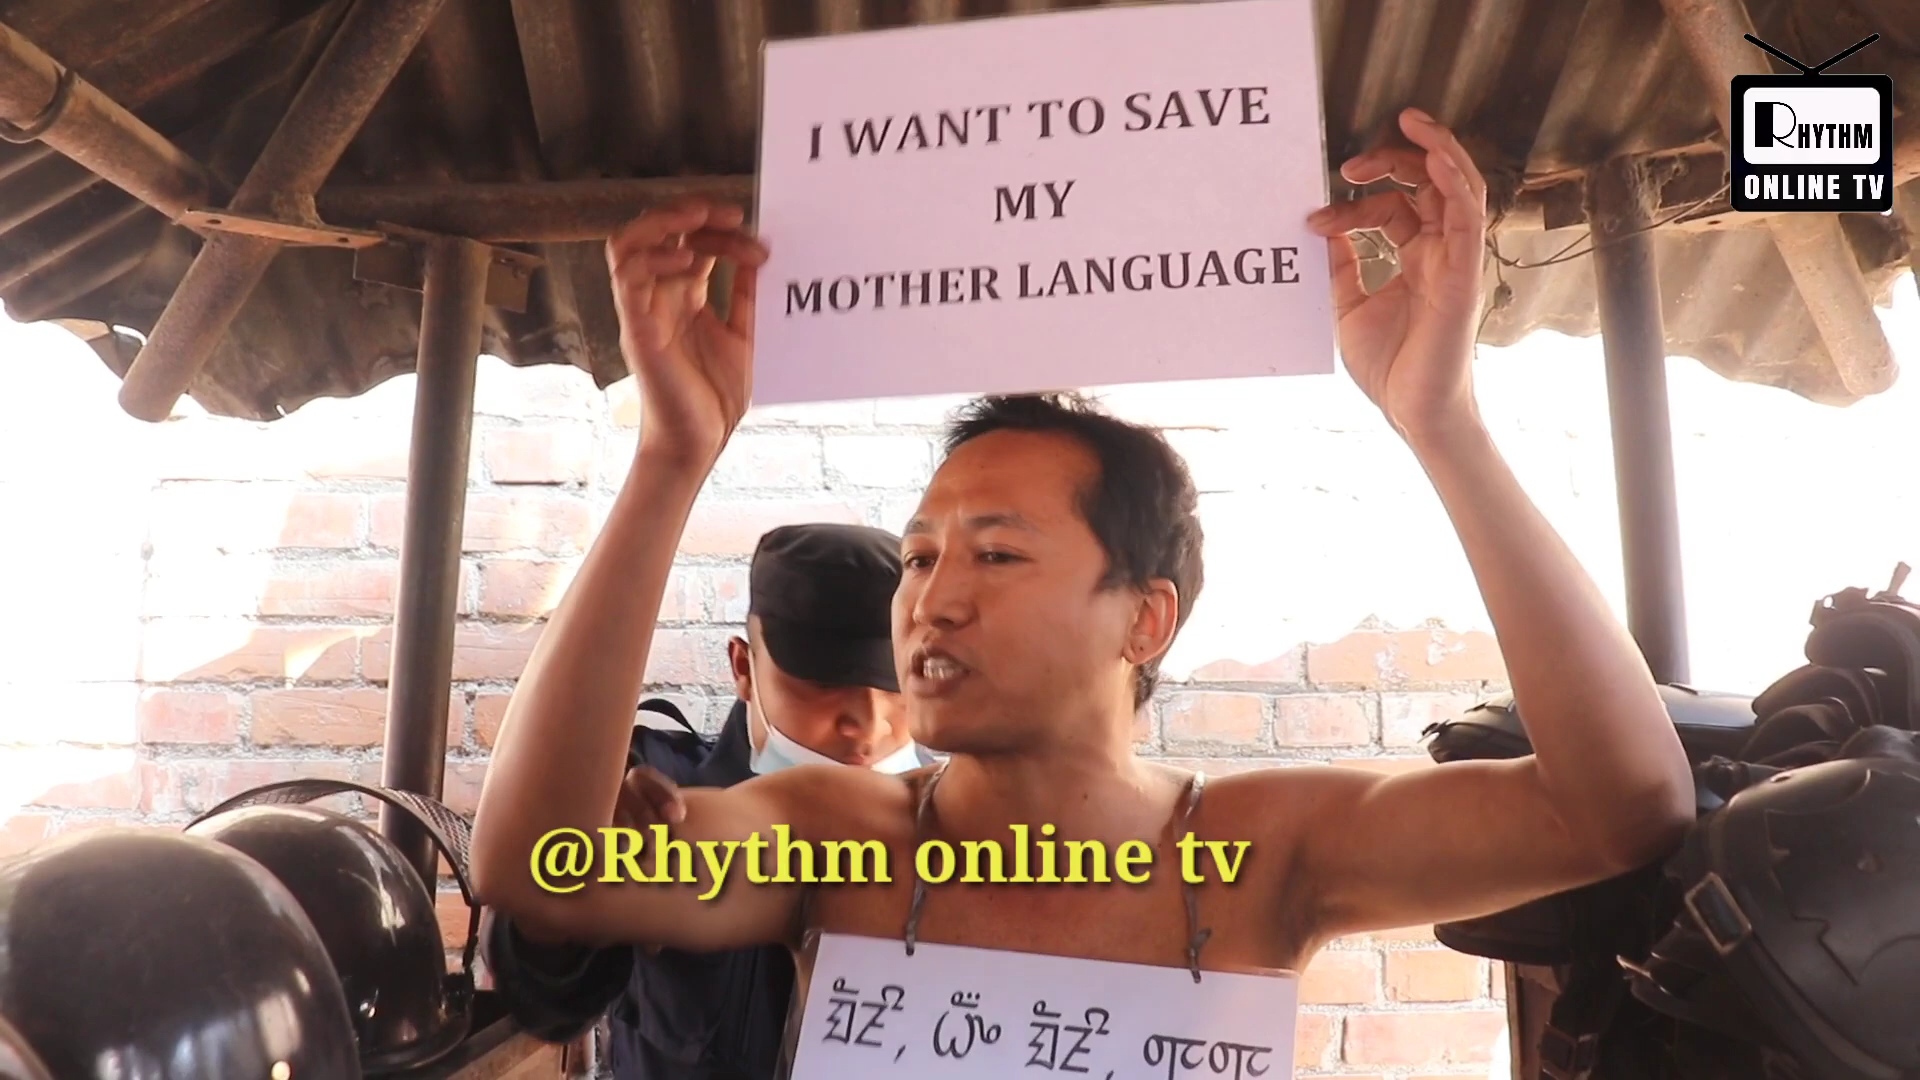 I WANT TO SAVE
MY
MOTHER LANGUAGE
RHYTHM
ONLINE TV
@Rhythm online tv